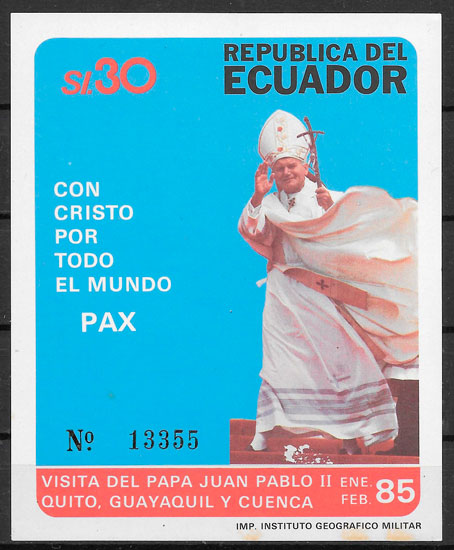 S/.30
REPUBLICA DEL
ECUADOR
CON
CRISTO
POR
TODO
EL MUNDO
PAX
Nº 13355
VISITA DEL PAPA JUAN PABLO II ENE.
QUITO, GUAYAQUIL Y CUENCA FEB. 85
IMP. INSTITUTO GEOGRAFICO MILITAR